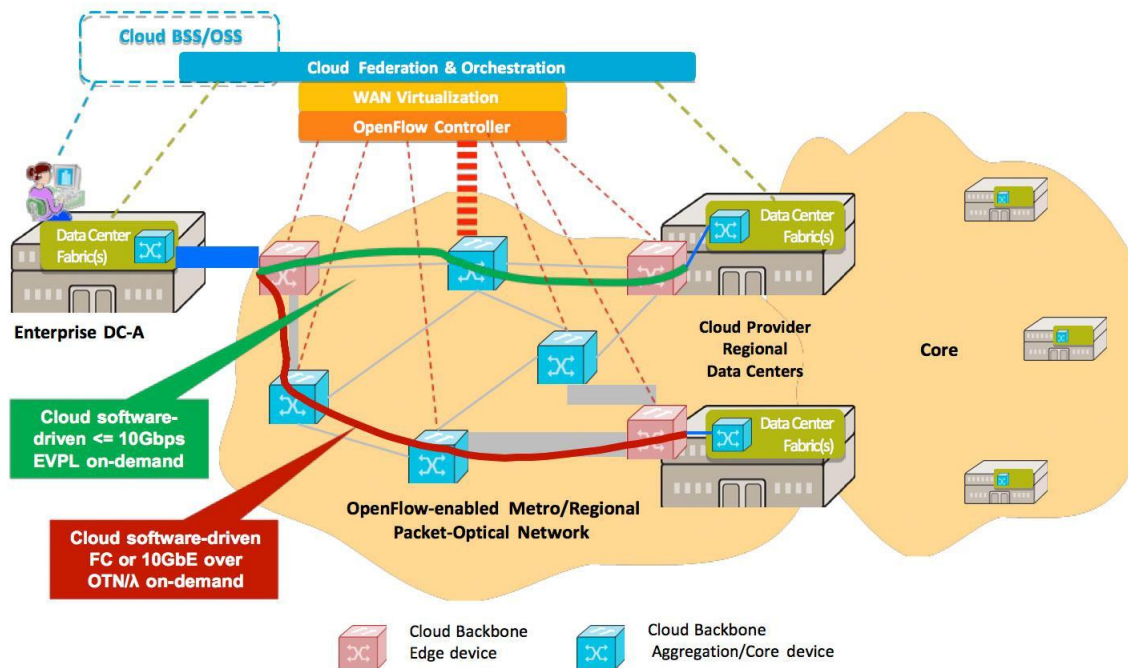 Cloud BSS/OSS
Cloud Federation & Orchestration
WAN Virtualization
OpenFlow Controller
Data Center
Fabric(s)
Data Center
Fabric(s)
Enterprise DC-A
Cloud Provider
Regional
Data Centers
Core
Cloud software-
driven <= 10Gbps
EVPL on-demand
Data Center
Fabric(s)
OpenFlow-enabled Metro/Regional
Packet-Optical Network
Cloud software-driven
FC or 10GbE over
OTN/λ on-demand
Cloud Backbone
Edge device
Cloud Backbone
Aggregation/Core device